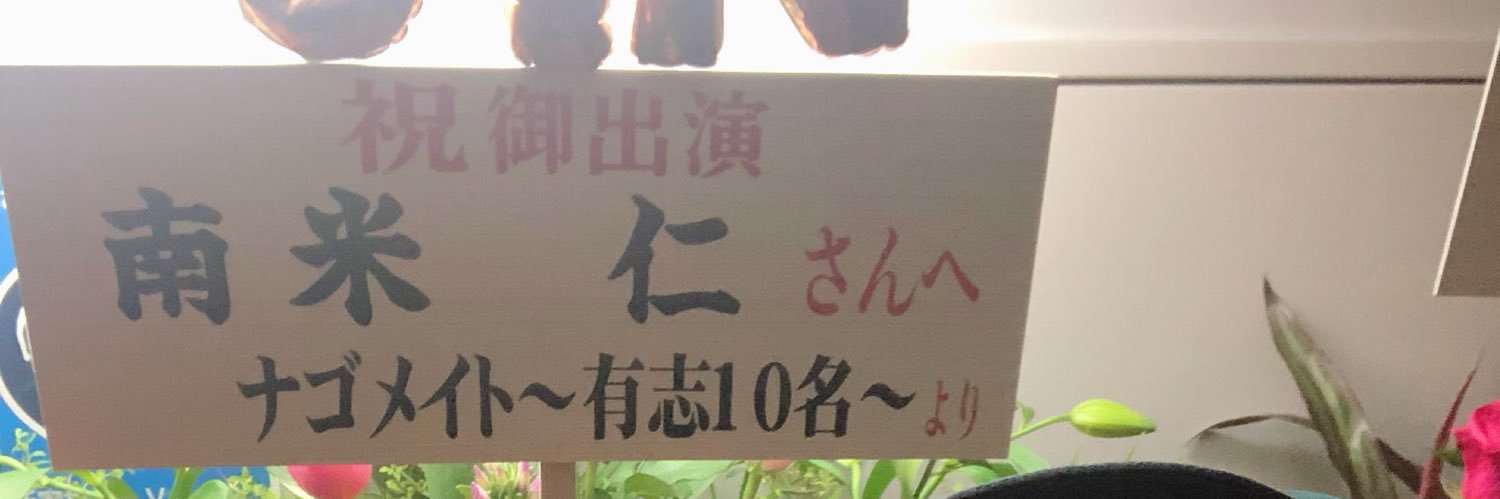 祝御出演
南米 仁さんへ
ナゴメイト～有志10名～より